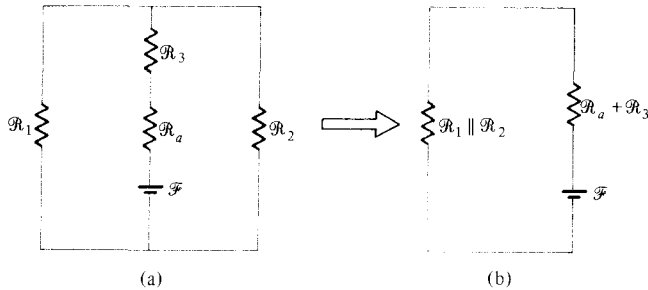 ℛ₃
ℛ₁
ℛₐ
ℛ₂
ℱ
(a)
ℛ₁ ∥ ℛ₂
ℛₐ + ℛ₃
ℱ
(b)